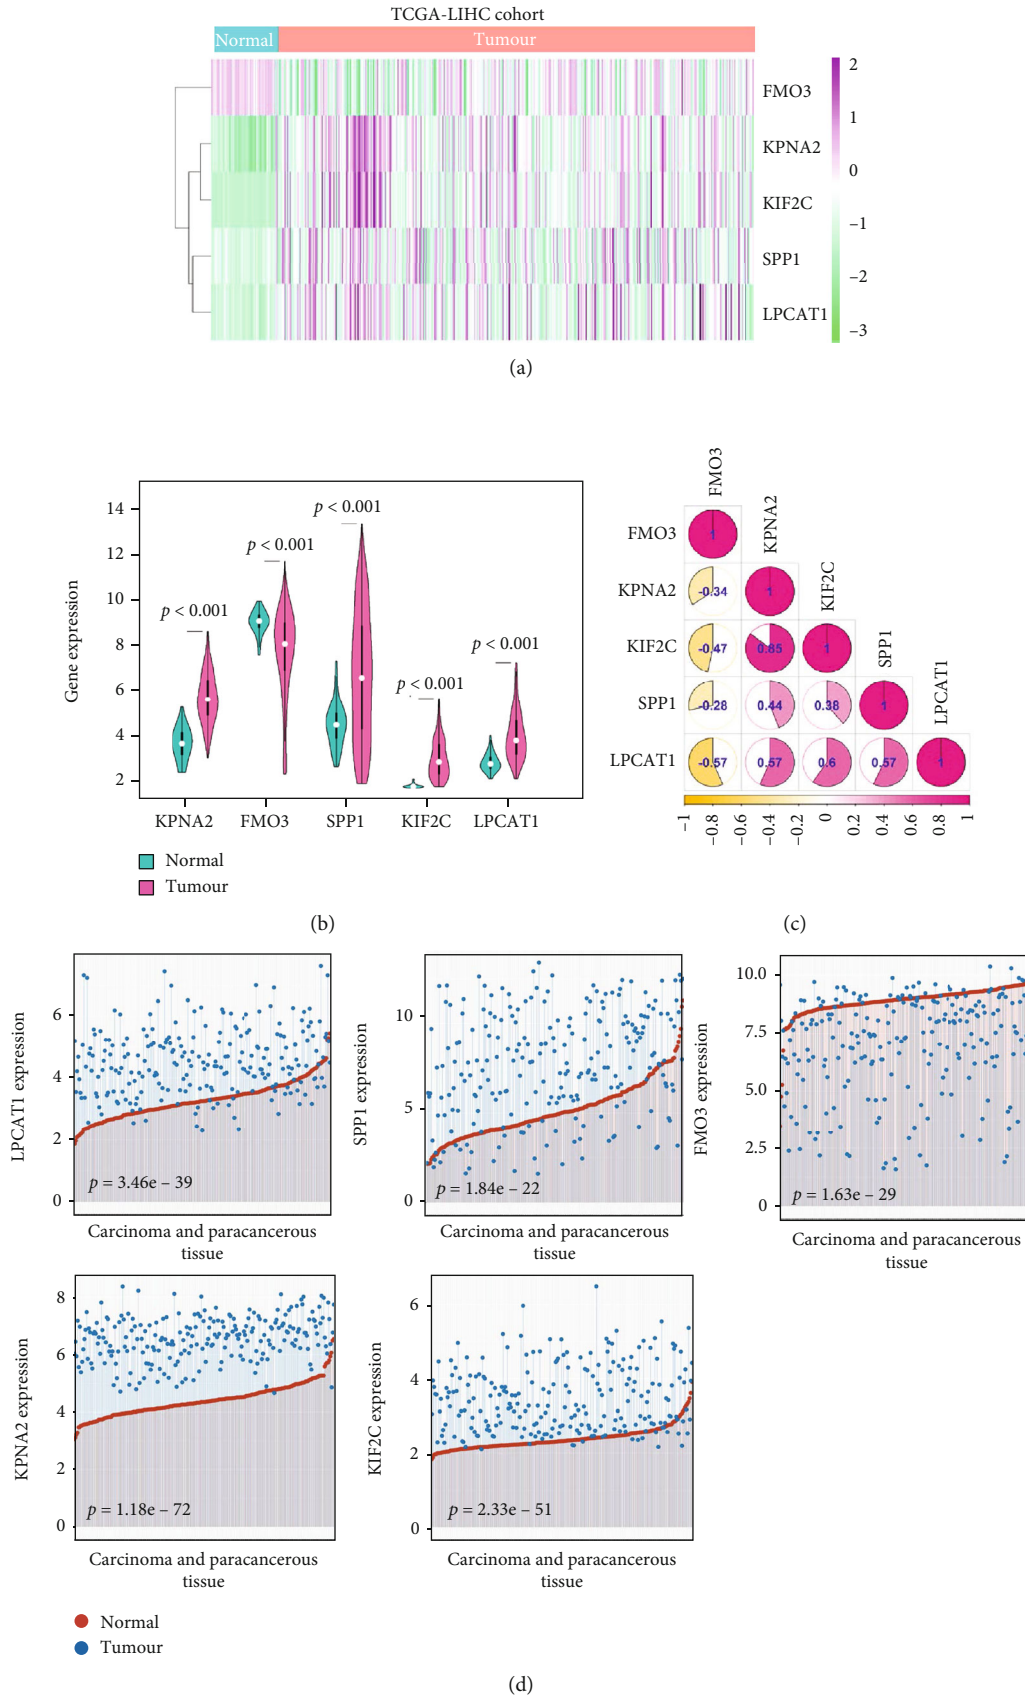 TCGA-LIHC cohort
Normal Tumour
FMO3
KPNA2
KIF2C
SPP1
LPCAT1
2
1
0
−1
−2
−3
(a)
Gene expression
14
12
10
8
6
4
2
p < 0.001
p < 0.001
p < 0.001
p < 0.001
p < 0.001
KPNA2 FMO3 SPP1 KIF2C LPCAT1
Normal
Tumour
(b)
FMO3
KPNA2
KIF2C
SPP1
LPCAT1
FMO3 1
KPNA2 -0.34 1
KIF2C -0.47 0.85 1
SPP1 -0.28 0.44 0.38 1
LPCAT1 -0.57 0.57 0.6 0.57 1
−1 −0.8 −0.6 −0.4 −0.2 0 0.2 0.4 0.6 0.8 1
(c)
LPCAT1 expression
6
4
2
0
p = 3.46e − 39
Carcinoma and paracancerous
tissue
SPP1 expression
10
5
0
p = 1.84e − 22
Carcinoma and paracancerous
tissue
FMO3 expression
10.0
7.5
5.0
2.5
0
p = 1.63e − 29
Carcinoma and paracancerous
tissue
KPNA2 expression
8
6
4
2
0
p = 1.18e − 72
Carcinoma and paracancerous
tissue
KIF2C expression
6
4
2
0
p = 2.33e − 51
Carcinoma and paracancerous
tissue
Normal
Tumour
(d)